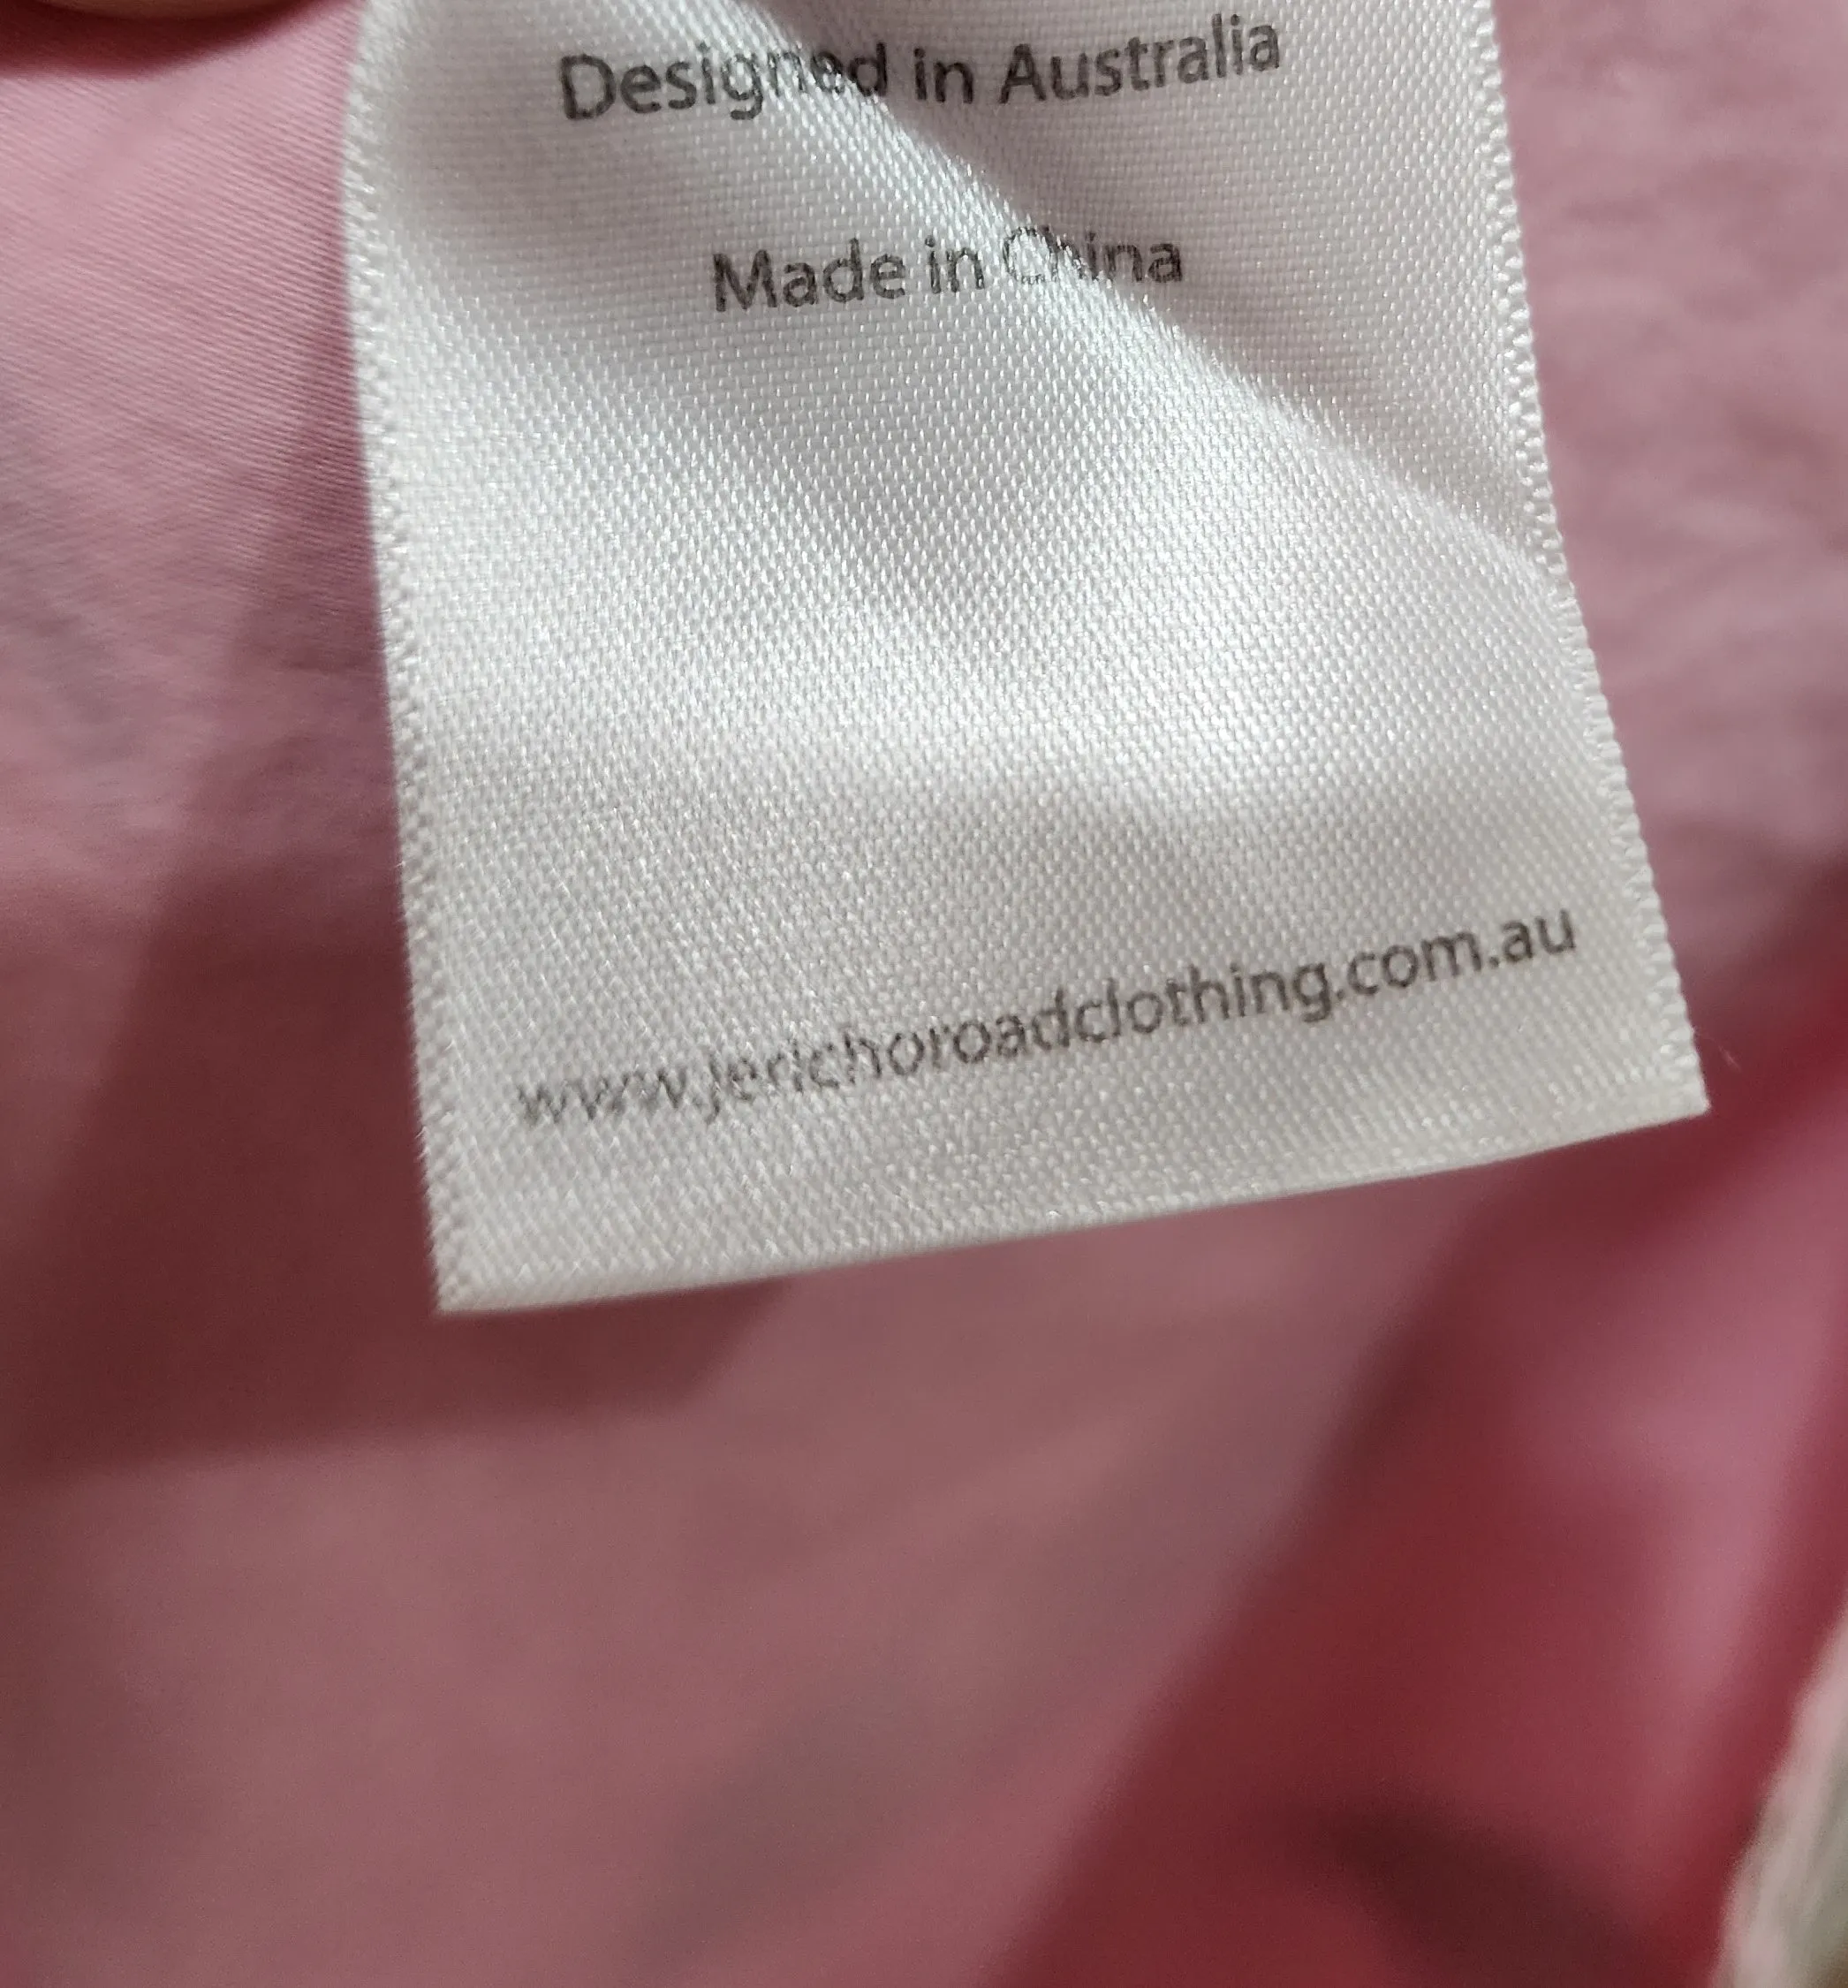 Designed in Australia
Made in China
www.jerichoroadclothing.com.au